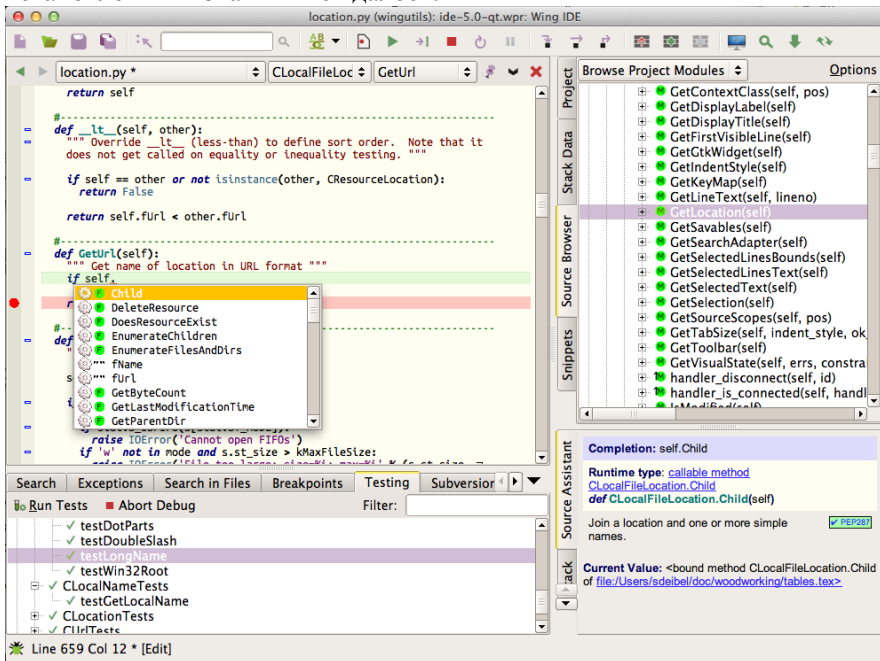 location.py (wingutils): ide-5.0-qt.wpr: Wing IDE
location.py *
CLocalFileLoc
GetUrl
return self
#
def __lt__(self, other):
""" Override __lt__ (less-than) to define sort order. Note that it
does not get called on equality or inequality testing. """
if self == other or not isinstance(other, CResourceLocation):
return False
return self.fUrl < other.fUrl
#
def GetUrl(self):
""" Get name of location in URL format """
if self.
Child
DeleteResource
DoesResourceExist
EnumerateChildren
EnumerateFilesAndDirs
fName
fUrl
GetByteCount
GetLastModificationTime
GetParentDir
raise IOError('Cannot open FIFOs')
if 'w' not in mode and s.st_size > kMaxFileSize:
Project
Stack Data
Source Browser
Snippets
Browse Project Modules
Options
GetContextClass(self, pos)
GetDisplayLabel(self)
GetDisplayTitle(self)
GetFirstVisibleLine(self)
GetGtkWidget(self)
GetIndentStyle(self)
GetKeyMap(self)
GetLineText(self, lineno)
GetLocation(self)
GetSavables(self)
GetSearchAdapter(self)
GetSelectedLinesBounds(self)
GetSelectedLinesText(self)
GetSelectedText(self)
GetSelection(self)
GetSourceScopes(self, pos)
GetTabSize(self, indent_style, ok_
GetToolbar(self)
GetVisualState(self, errs, constrai
handler_disconnect(self, id)
handler_is_connected(self, handl
Search
Exceptions
Search in Files
Breakpoints
Testing
Subversion
Run Tests
Abort Debug
Filter:
testDotParts
testDoubleSlash
testLongName
testWin32Root
CLocalNameTests
testGetLocalName
CLocationTests
CUrlTests
Source Assistant
Completion: self.Child
Runtime type: callable method
CLocalFileLocation.Child
def CLocalFileLocation.Child(self)
Join a location and one or more simple
names.
PEP287
Current Value: <bound method CLocalFileLocation.Child
of file:/Users/sdeibel/doc/woodworking/tables.tex>
Line 659 Col 12 * [Edit]